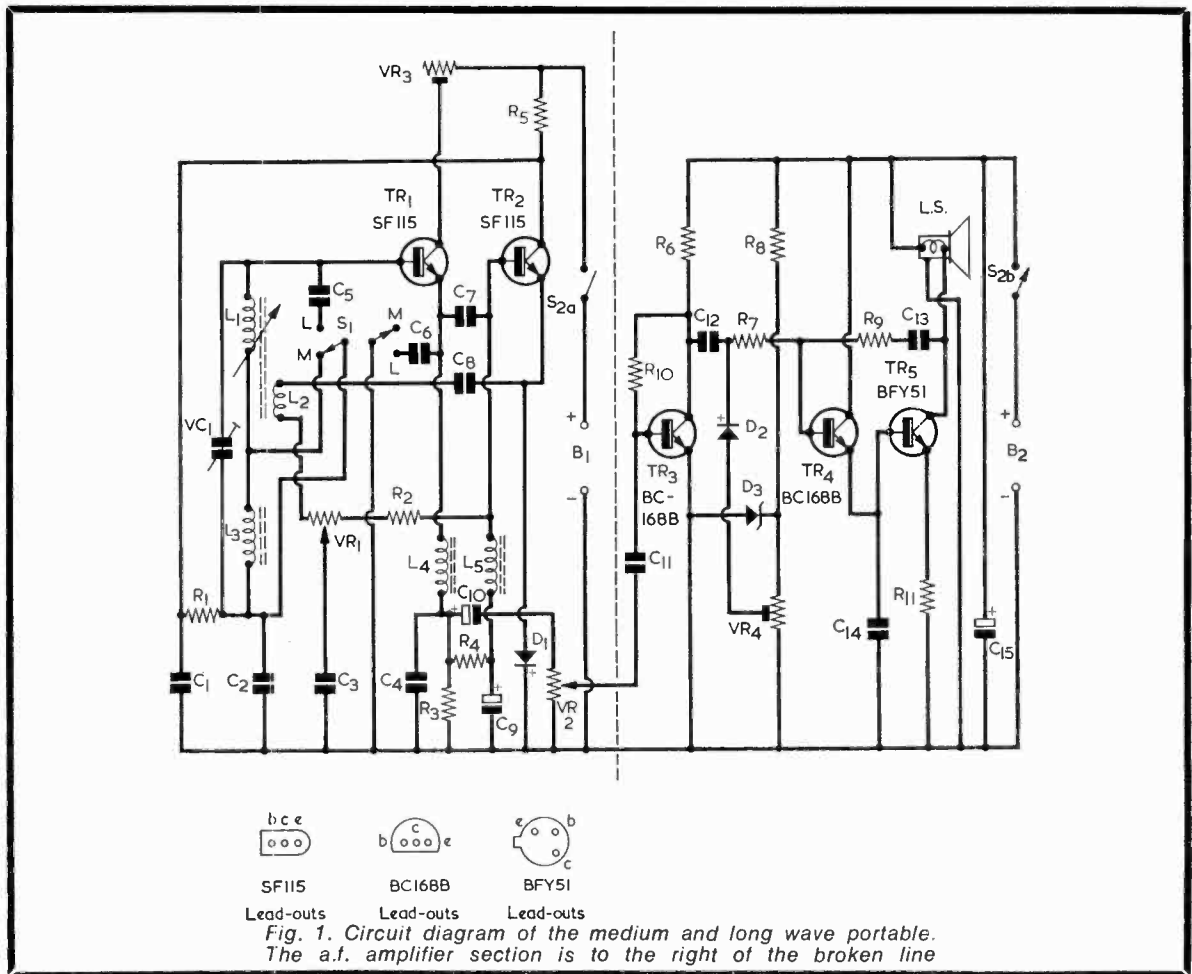 VR3
R5
TR1
SF115
TR2
SF115
L.S.
R6
R8
S2b
C5
C7
S2a
L1
L
S1
M
M
C6
L
C8
C12
R7
R9
C13
L2
R10
TR5
BFY51
VC1
+
B1
−
D2
+
TR3
BC-
168B
TR4
BC168B
+
B2
−
L3
R2
VR1
D3
L4
L5
C11
R1
C10
+
R4
D1
+
VR4
R11
C14
C15
+
C1
C2
C3
C4
R3
C9
+
VR
2
b c e
c
b
e
e
b
c
SF115
BC168B
BFY51
Lead-outs
Lead-outs
Lead-outs
Fig. 1. Circuit diagram of the medium and long wave portable.
The a.f. amplifier section is to the right of the broken line